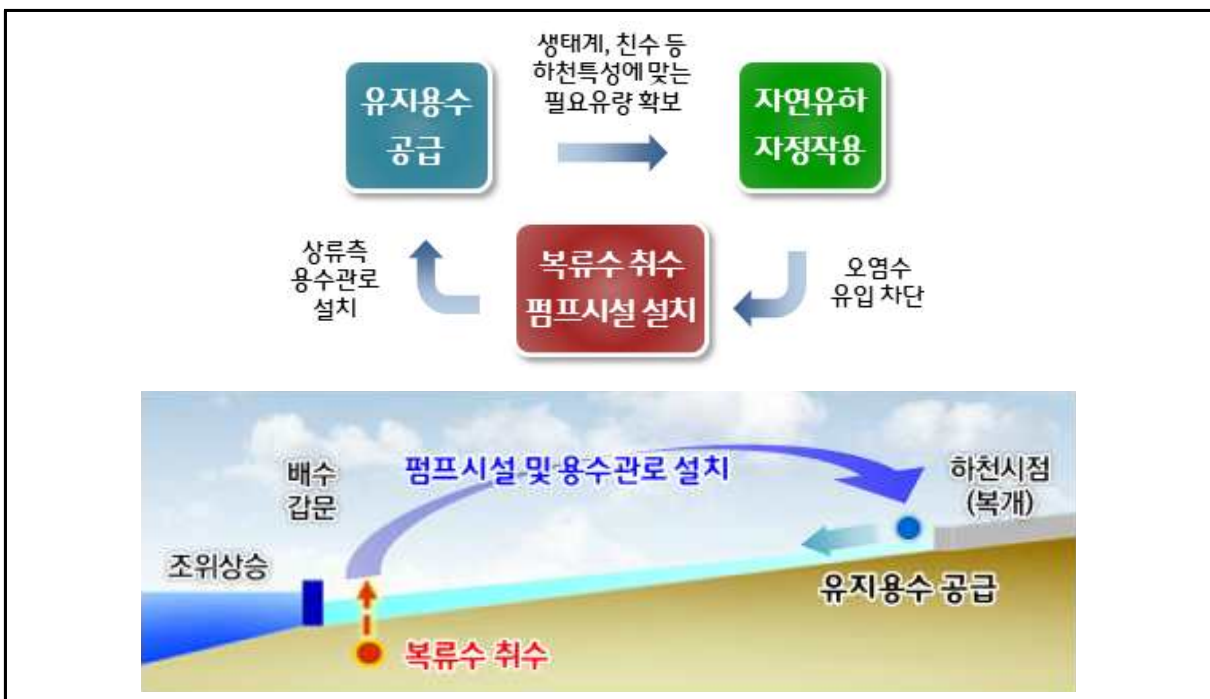 생태계, 친수 등
하천특성에 맞는
필요유량 확보
유지용수
공급
자연유하
자정작용
상류측
용수관로
설치
복류수 취수
펌프시설 설치
오염수
유입 차단
배수
갑문
펌프시설 및 용수관로 설치
하천시점
(복개)
조위상승
유지용수 공급
복류수 취수